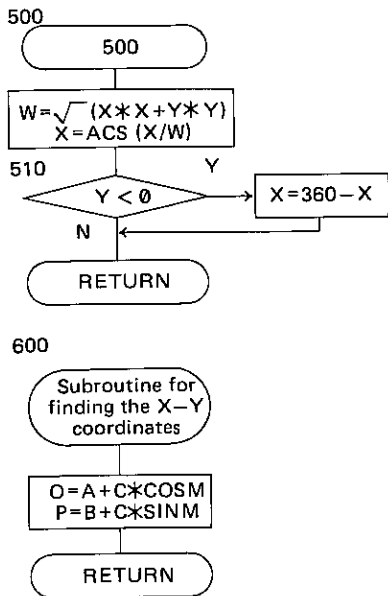 500
500
W=√ (X*X+Y*Y)
X=ACS (X/W)
510
Y
Y < 0
X=360−X
N
RETURN
600
Subroutine for
finding the X−Y
coordinates
O=A+C*COSM
P=B+C*SINM
RETURN